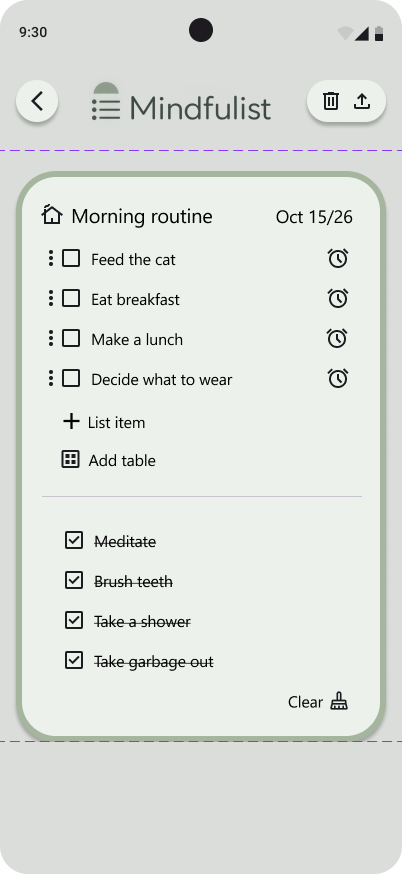 9:30
Mindfulist
Morning routine Oct 15/26
Feed the cat
Eat breakfast
Make a lunch
Decide what to wear
List item
Add table
Meditate
Brush teeth
Take a shower
Take garbage out
Clear